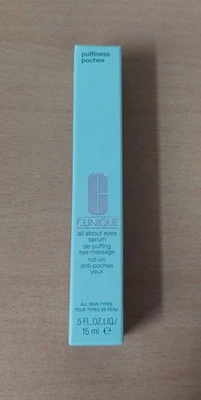 puffiness
poches
C
CLINIQUE
all about eyes
serum
de-puffing
eye massage
roll-on
anti-poches
yeux
ALL SKIN TYPES
TOUS TYPES DE PEAU
.5 FL.OZ.LIQ./
15 ml ℮